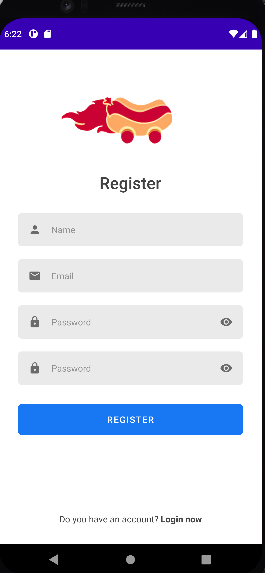 6:22
Register
Name
Email
Password
Password
REGISTER
Do you have an account? Login now